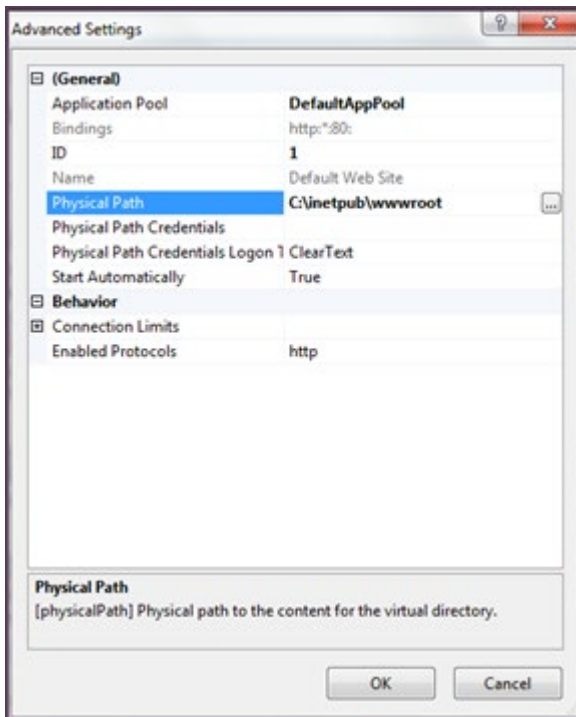 Advanced Settings
(General)
Application Pool DefaultAppPool
Bindings http:*:80:
ID 1
Name Default Web Site
Physical Path C:\inetpub\wwwroot ...
Physical Path Credentials
Physical Path Credentials Logon T ClearText
Start Automatically True
Behavior
Connection Limits
Enabled Protocols http
Physical Path
[physicalPath] Physical path to the content for the virtual directory.
OK Cancel